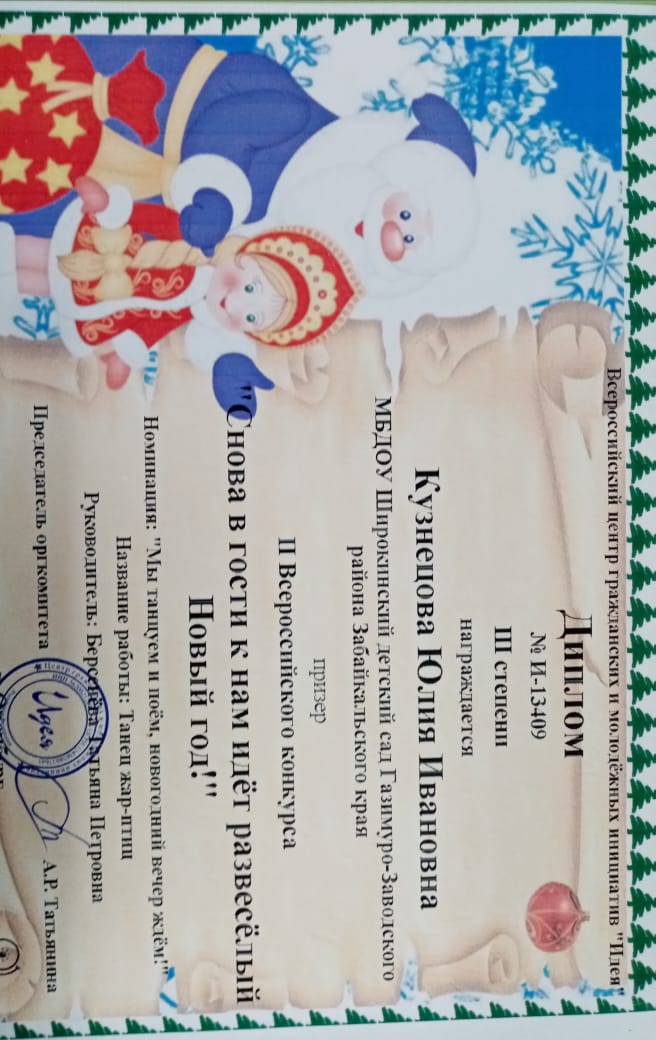 Всероссийский центр гражданских и молодёжных инициатив "Идея"
Диплом
№ И-13409
III степени
награждается
Кузнецова Юлия Ивановна
МБДОУ Широкинский детский сад Газимуро-Заводского
района Забайкальского края
призер
II Всероссийского конкурса
"Снова в гости к нам идёт развесёлый
Новый год!"
Номинация: "Мы танцуем и поём, новогодний вечер ждём!"
Название работы: Танец жар-птиц
Руководитель: Татьяна Петровна
Председатель оргкомитета А.Р. Татьянина
Идея